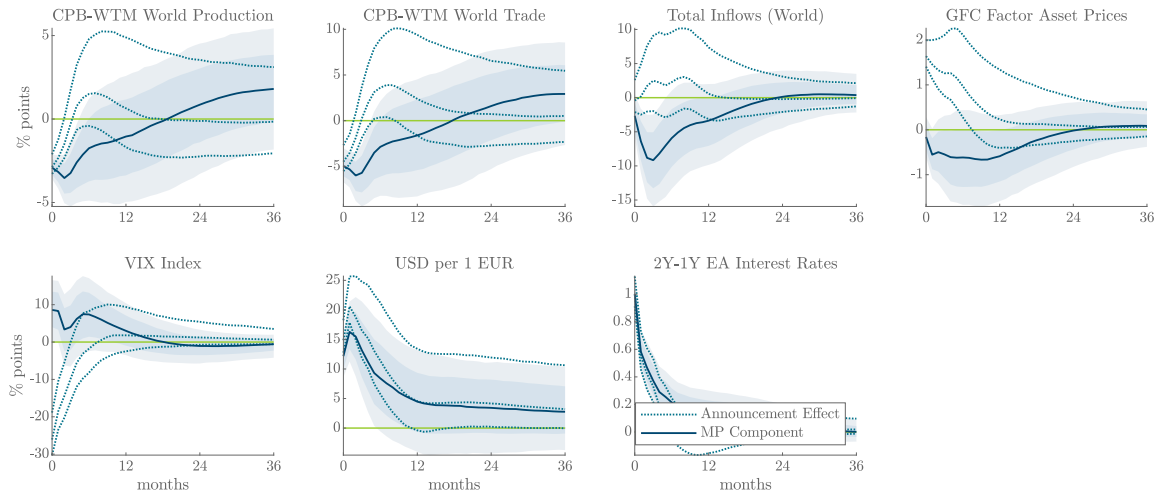 CPB-WTM World Production
CPB-WTM World Trade
Total Inflows (World)
GFC Factor Asset Prices
% points
5
0
-5
0 12 24 36
10
5
0
-5
0 12 24 36
10
5
0
-5
-10
-15
0 12 24 36
2
1
0
-1
0 12 24 36
VIX Index
USD per 1 EUR
2Y-1Y EA Interest Rates
% points
10
0
-10
-20
-30
0 12 24 36
months
25
20
15
10
5
0
0 12 24 36
months
1
0.8
0.6
0.4
0.2
0
0 12 24 36
months
Announcement Effect
MP Component